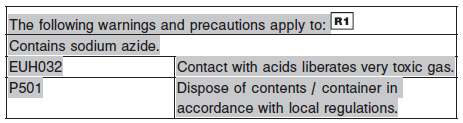 The following warnings and precautions apply to: R1
Contains sodium azide.
EUH032 Contact with acids liberates very toxic gas.
P501 Dispose of contents / container in
accordance with local regulations.